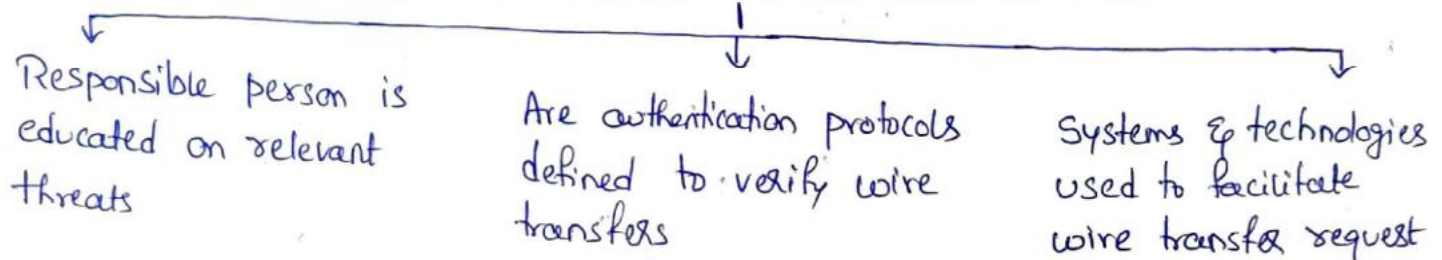 Responsible person is
educated on relevant
threats
Are authentication protocols
defined to verify wire
transfers
Systems & technologies
used to facilitate
wire transfer request